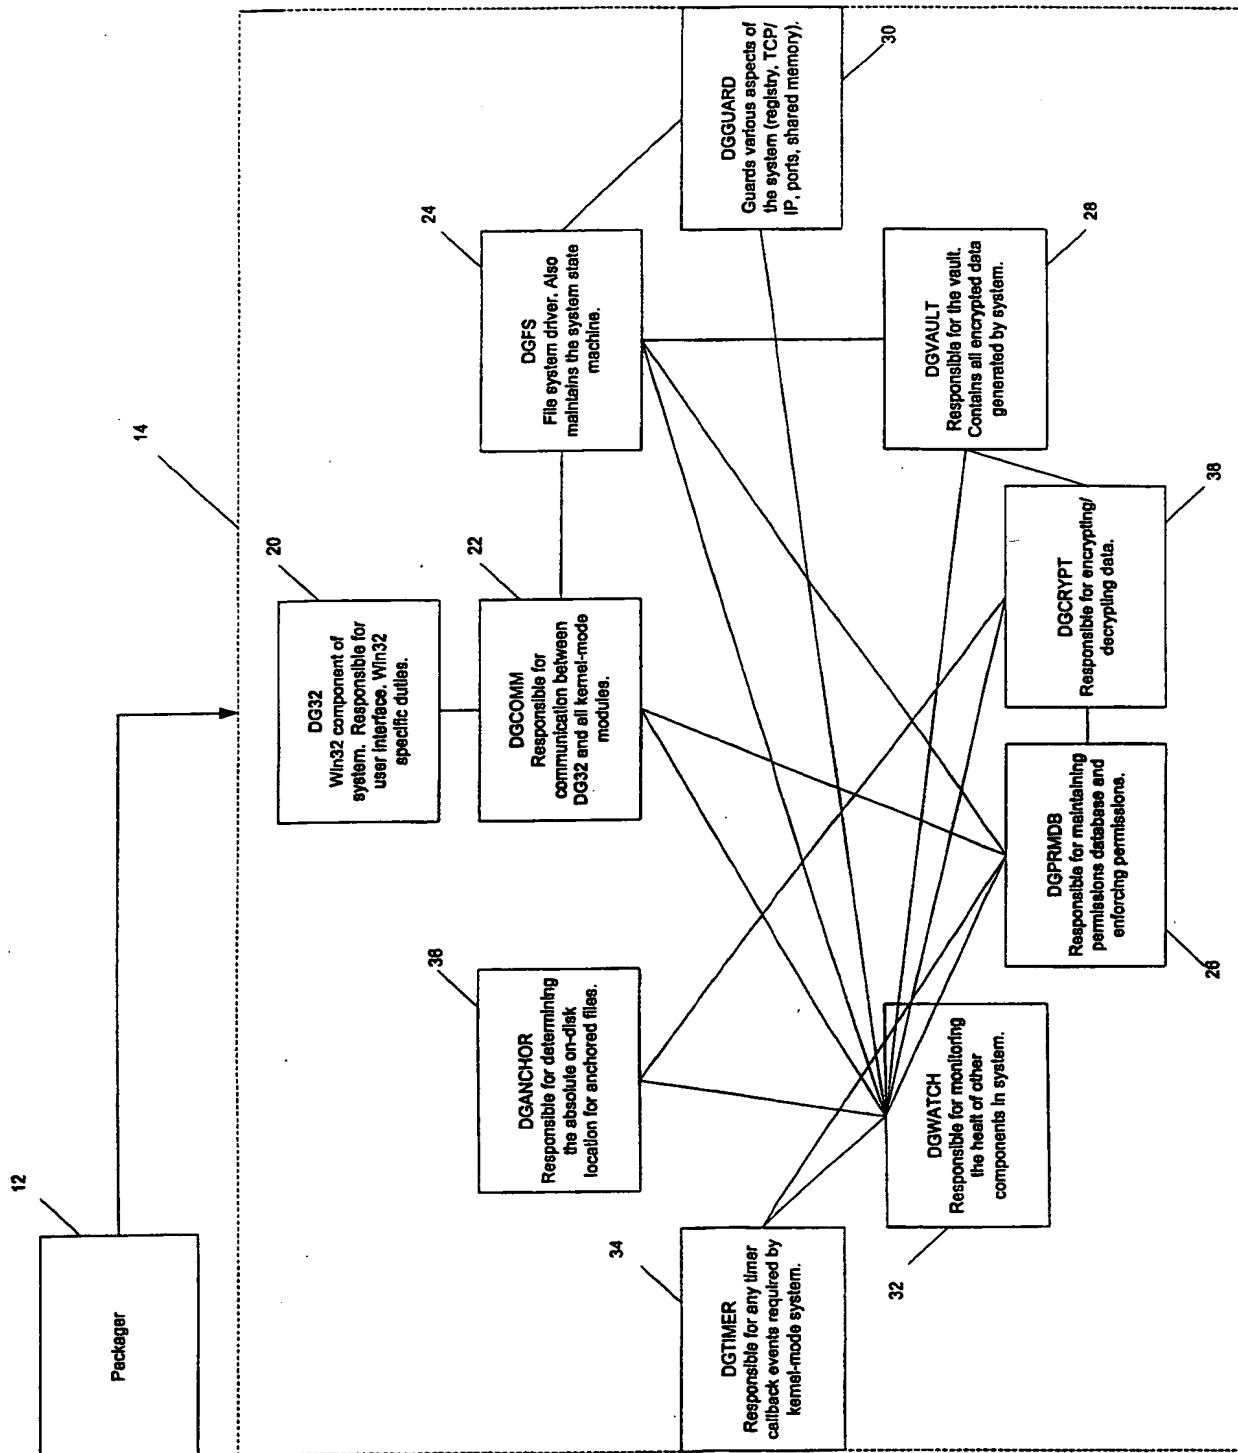 12
Packager
14
20
DG32
Win32 component of
system. Responsible for
user interface. Win32
specific duties.
22
DGCOMM
Responsible for
communication between
DG32 and all kernel-mode
modules.
24
DGFS
File system driver. Also
maintains the system state
machine.
30
DGGUARD
Guards various aspects of
the system (registry, TCP/
IP, ports, shared memory).
28
DGVAULT
Responsible for the vault.
Contains all encrypted data
generated by system.
38
DGCRYPT
Responsible for encrypting/
decrypting data.
26
DGPRMDB
Responsible for maintaining
permissions database and
enforcing permissions.
36
DGANCHOR
Responsible for determining
the absolute on-disk
location for anchored files.
32
DGWATCH
Responsible for monitoring
the healt of other
components in system.
34
DGTIMER
Responsible for any timer
callback events required by
kernel-mode system.